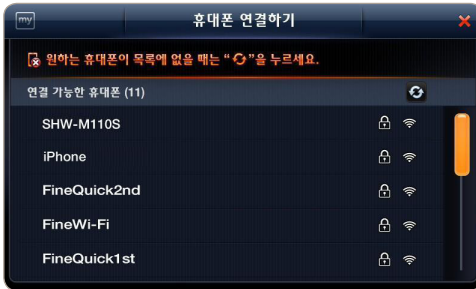 my
휴대폰 연결하기
원하는 휴대폰이 목록에 없을 때는 “ ”을 누르세요.
연결 가능한 휴대폰 (11)
SHW-M110S
iPhone
FineQuick2nd
FineWi-Fi
FineQuick1st